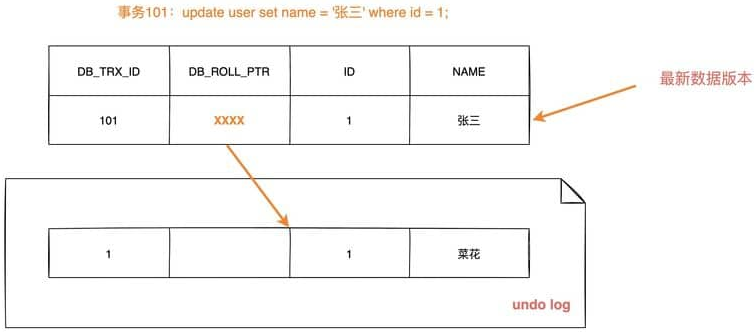 事务101：update user set name = '张三' where id = 1;
DB_TRX_ID DB_ROLL_PTR ID NAME
最新数据版本
101 XXXX 1 张三
1 1 菜花
undo log